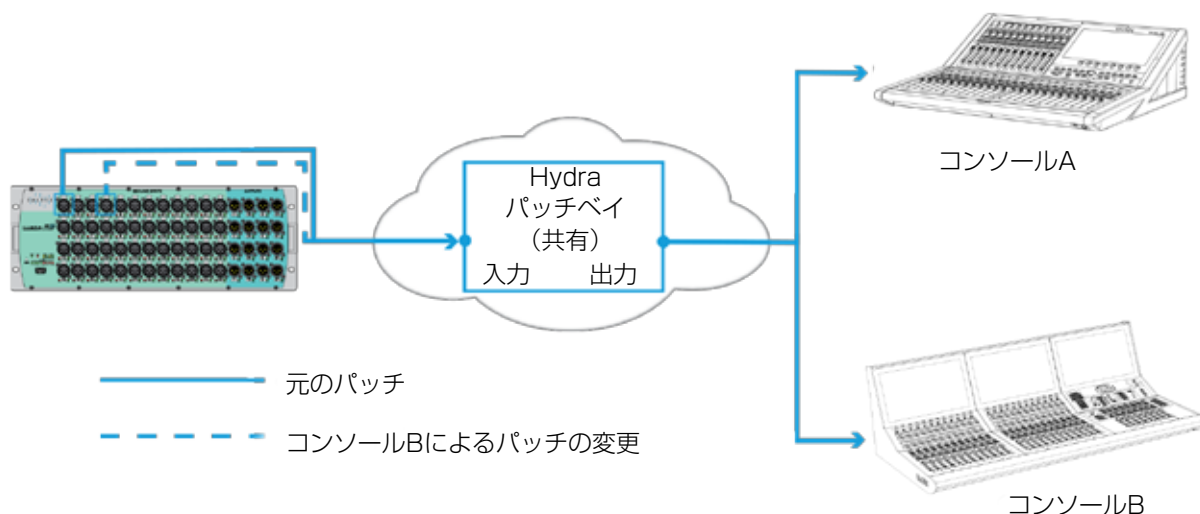 コンソールA
Hydra
パッチベイ
（共有）
入力 出力
元のパッチ
コンソールBによるパッチの変更
コンソールB